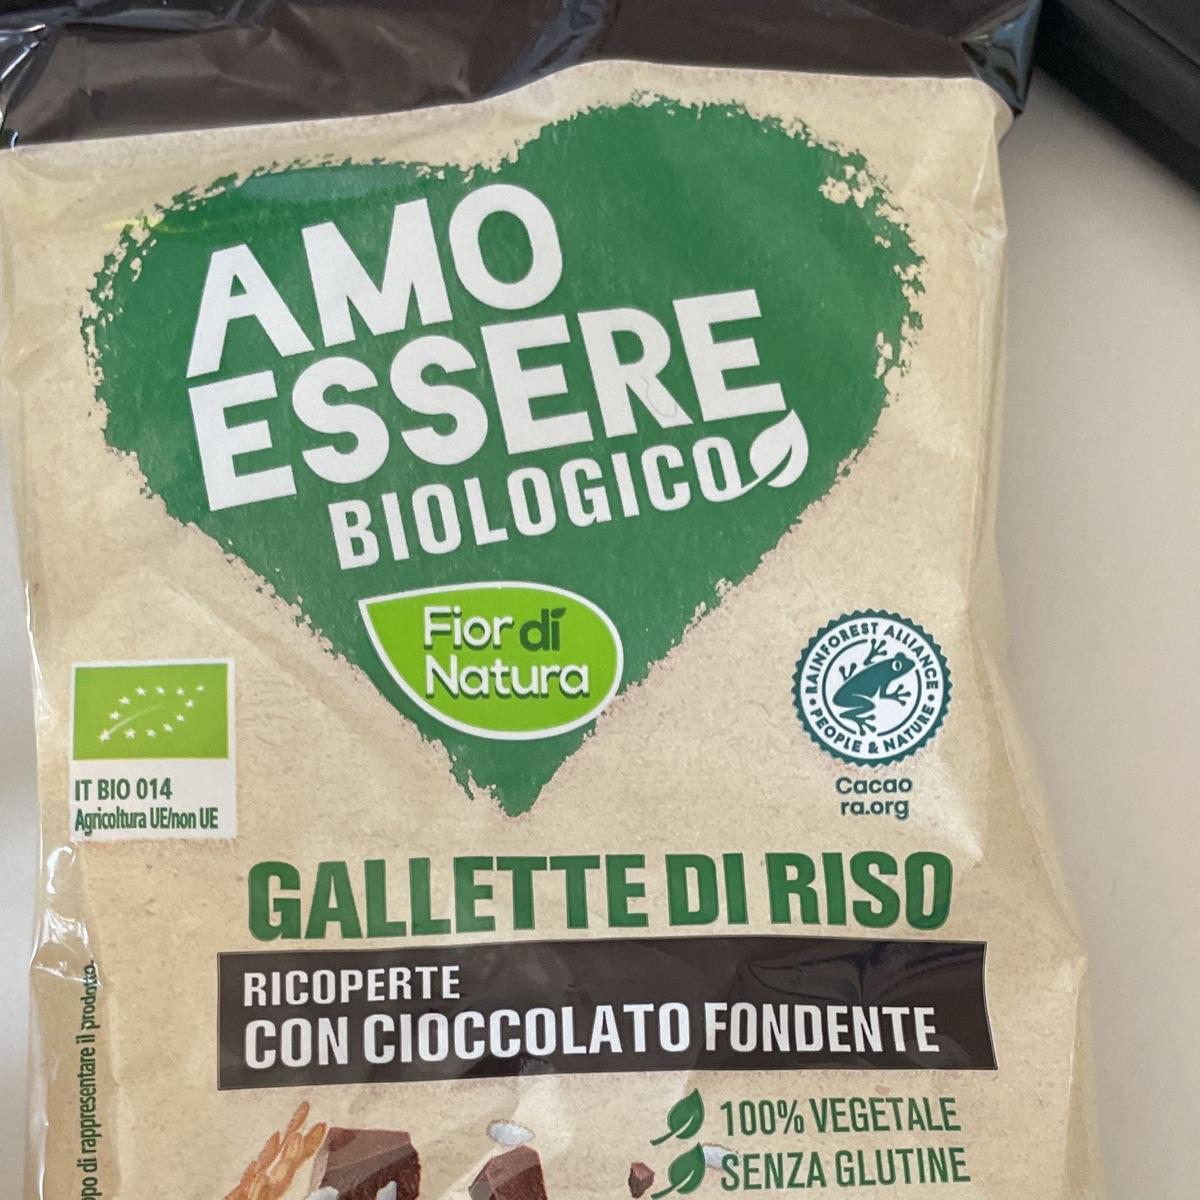 AMO
ESSERE
BIOLOGICO
Fior di
Natura
RAINFOREST ALLIANCE
PEOPLE & NATURE
Cacao
ra.org
IT BIO 014
Agricoltura UE/non UE
GALLETTE DI RISO
RICOPERTE
CON CIOCCOLATO FONDENTE
100% VEGETALE
SENZA GLUTINE
di rappresentare il prodotto.